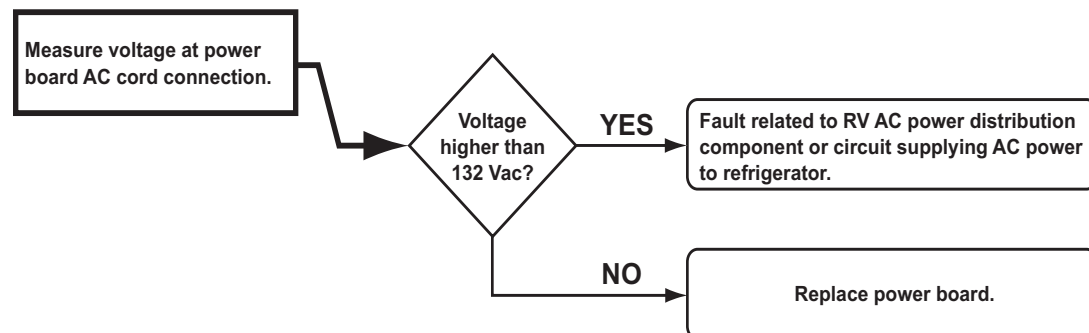 Measure voltage at power
board AC cord connection.
Voltage
higher than
132 Vac?
YES
Fault related to RV AC power distribution
component or circuit supplying AC power
to refrigerator.
NO
Replace power board.